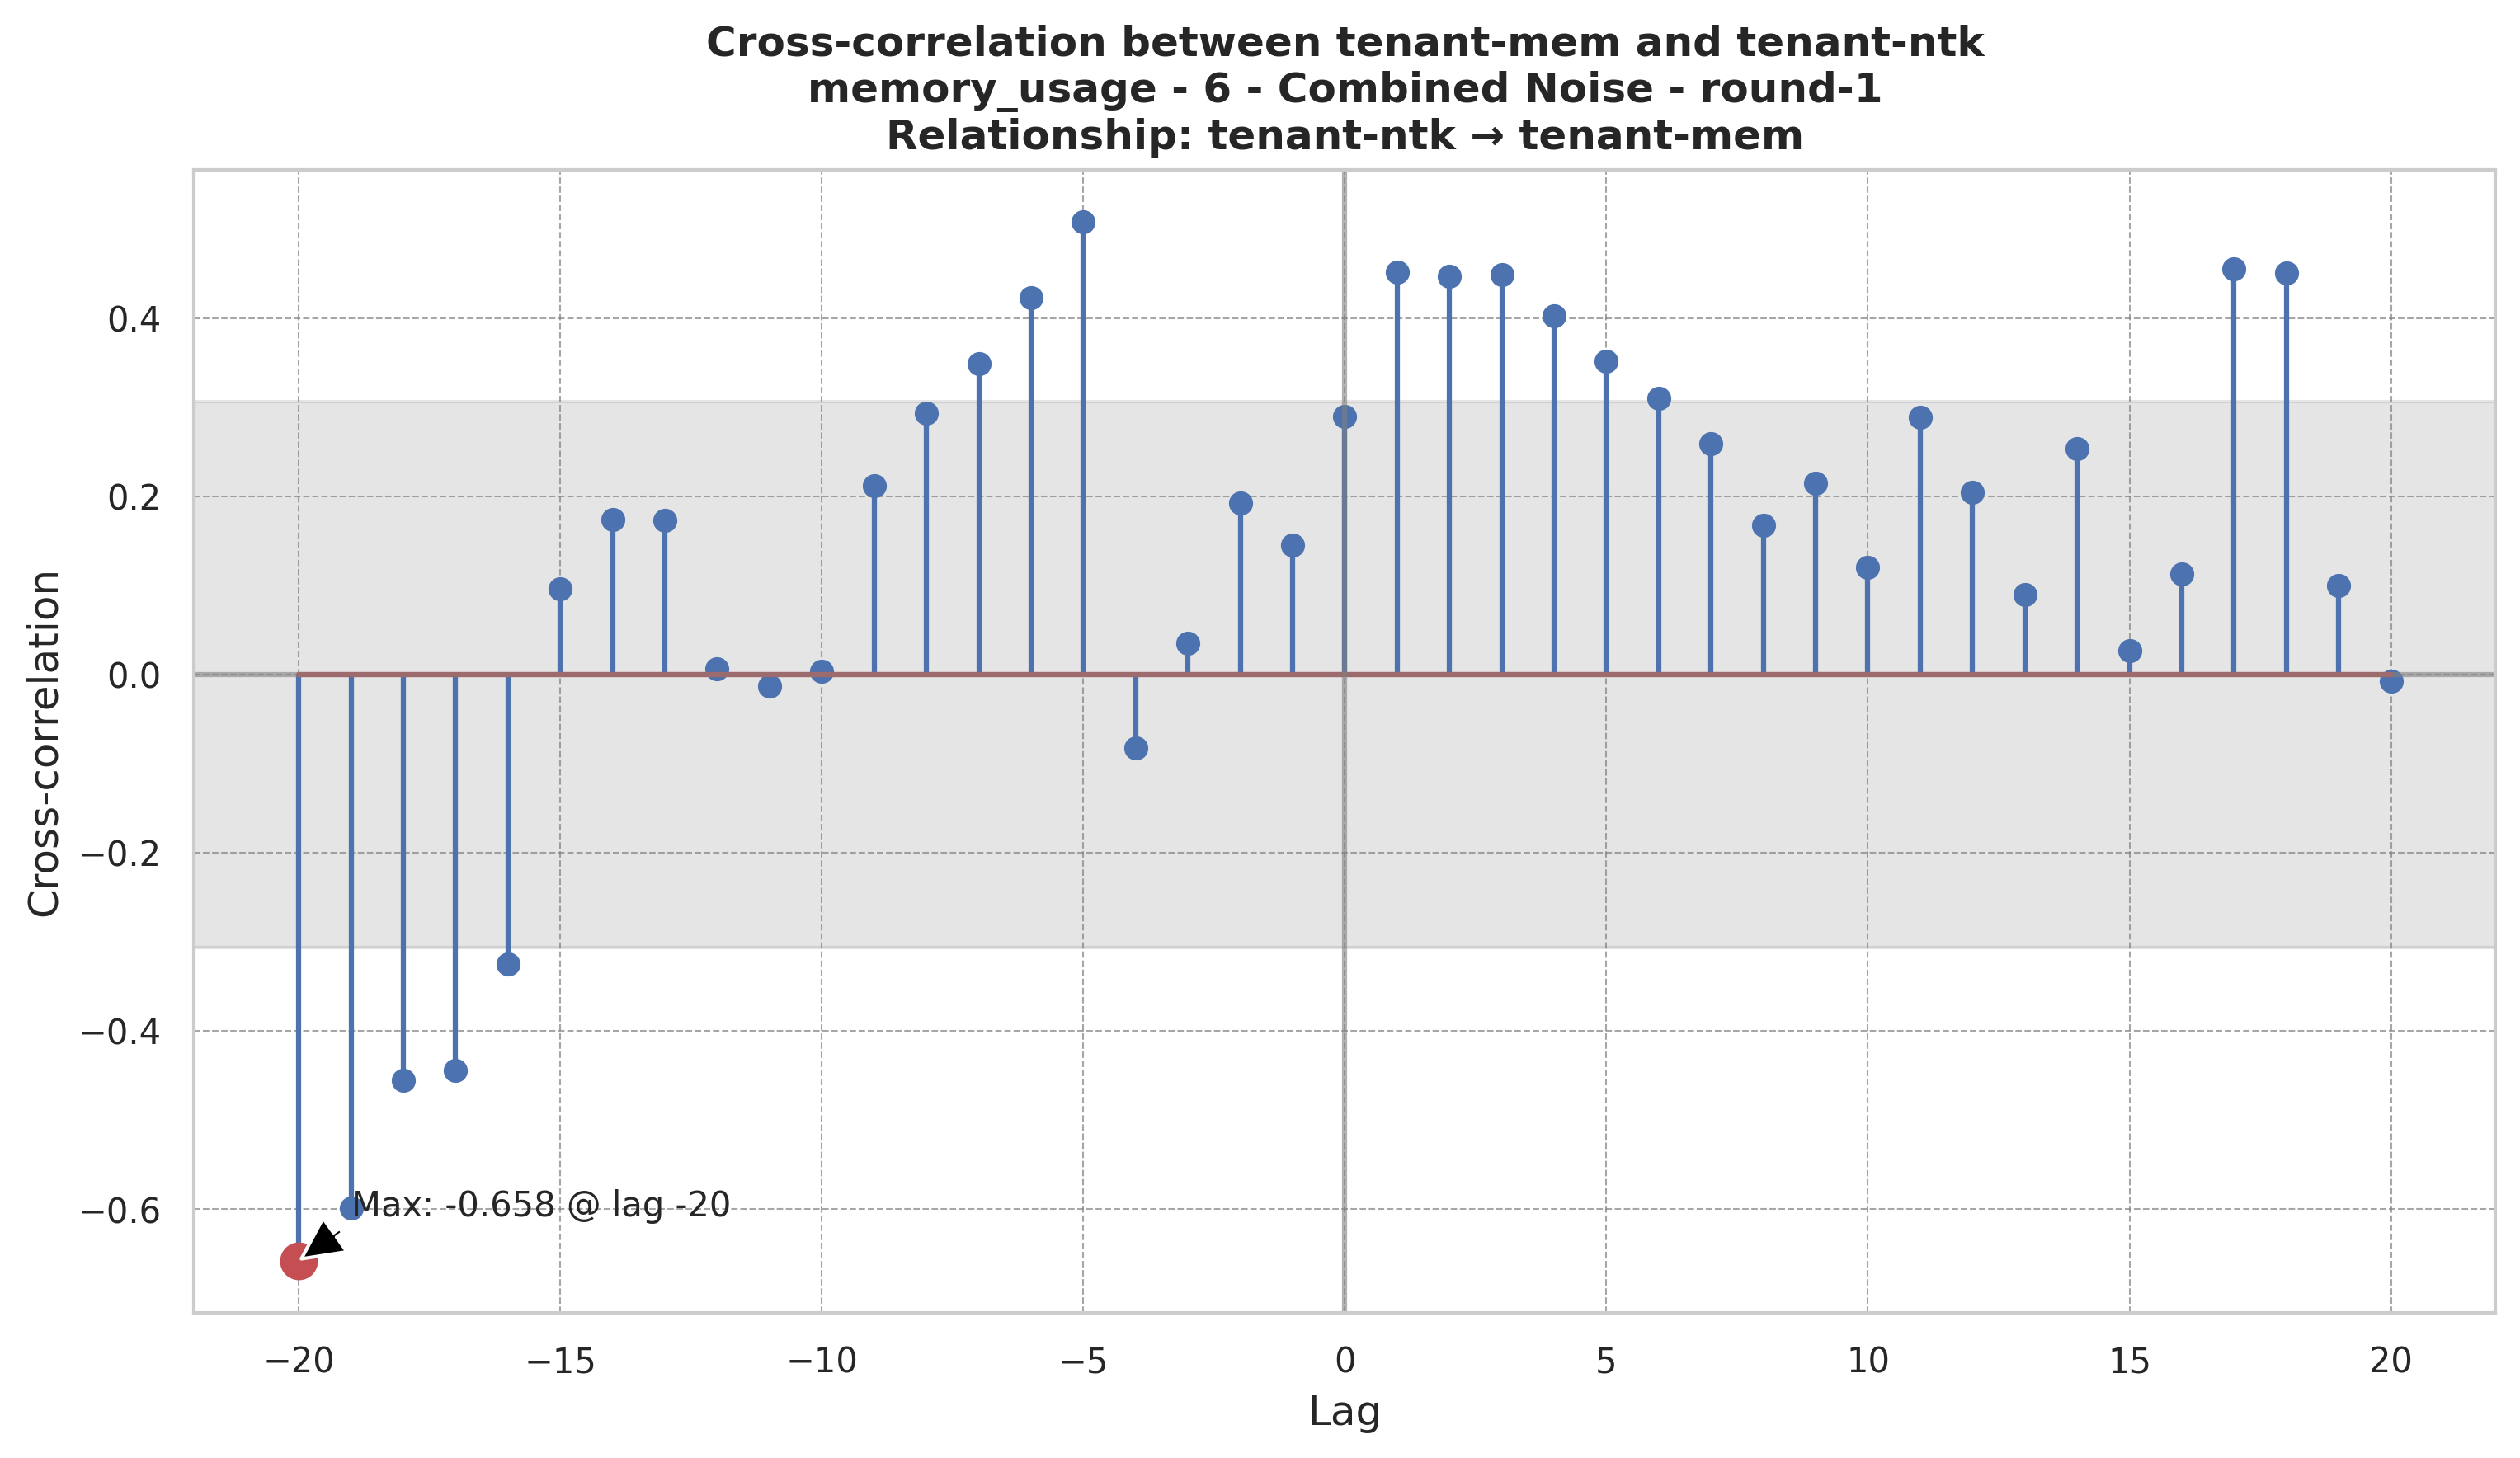 Cross-correlation between tenant-mem and tenant-ntk
memory_usage - 6 - Combined Noise - round-1
Relationship: tenant-ntk → tenant-mem
Cross-correlation
0.4
0.2
0.0
−0.2
−0.4
−0.6
Max: -0.658 @ lag -20
−20 −15 −10 −5 0 5 10 15 20
Lag